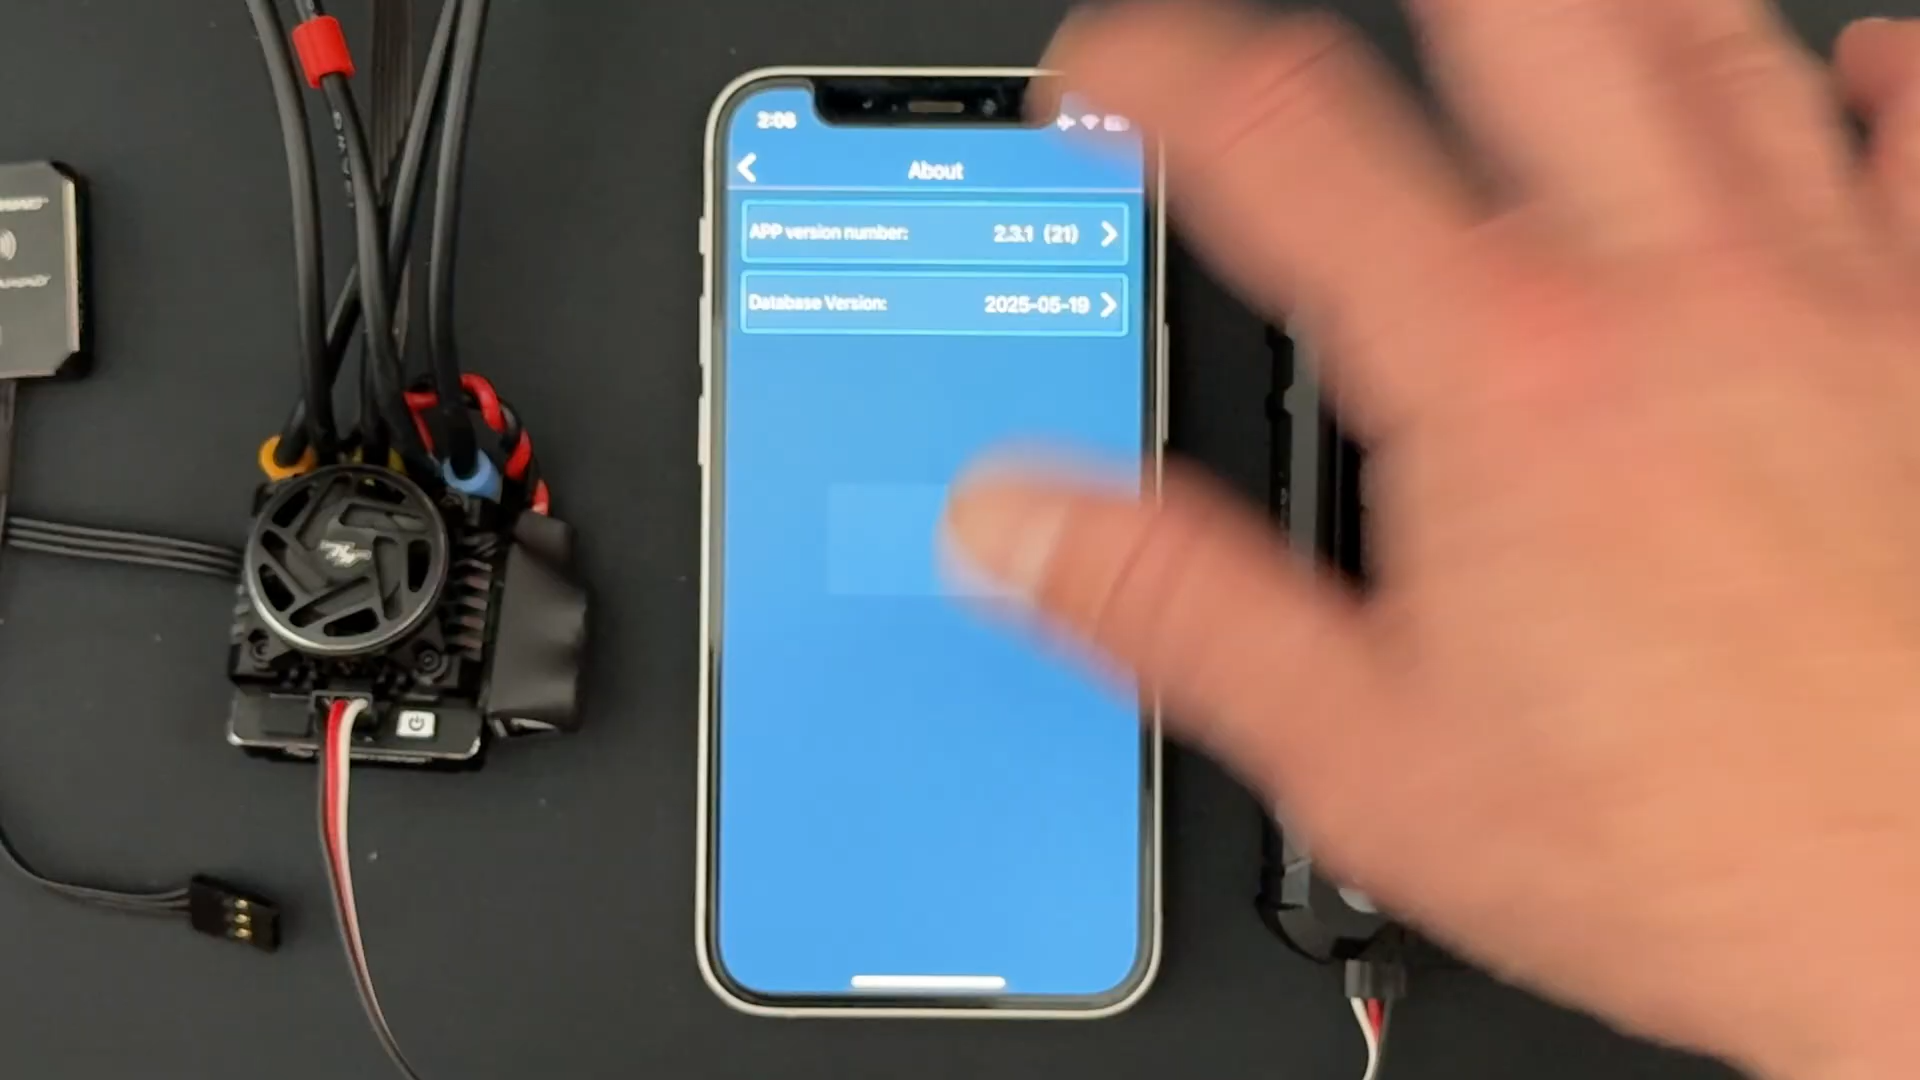 2:08
About
APP version number: 2.3.1 (21)
Database Version: 2025-05-19